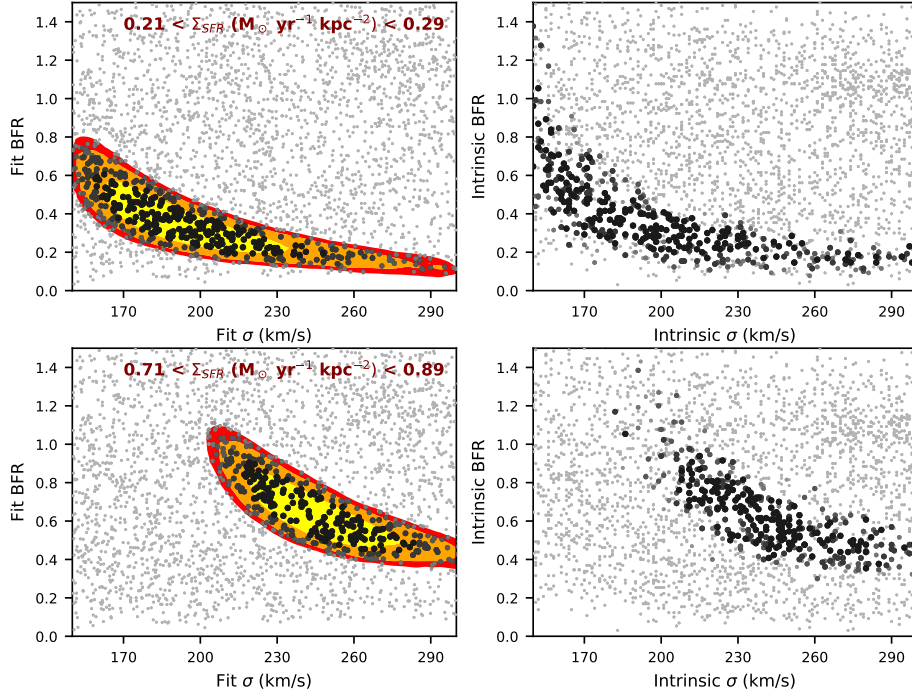 0.21 < Σ_SFR (M_⊙ yr⁻¹ kpc⁻²) < 0.29
Fit BFR
1.4
1.2
1.0
0.8
0.6
0.4
0.2
0.0
170 200 230 260 290
Fit σ (km/s)
Intrinsic BFR
1.4
1.2
1.0
0.8
0.6
0.4
0.2
0.0
170 200 230 260 290
Intrinsic σ (km/s)
0.71 < Σ_SFR (M_⊙ yr⁻¹ kpc⁻²) < 0.89
Fit BFR
1.4
1.2
1.0
0.8
0.6
0.4
0.2
0.0
170 200 230 260 290
Fit σ (km/s)
Intrinsic BFR
1.4
1.2
1.0
0.8
0.6
0.4
0.2
0.0
170 200 230 260 290
Intrinsic σ (km/s)